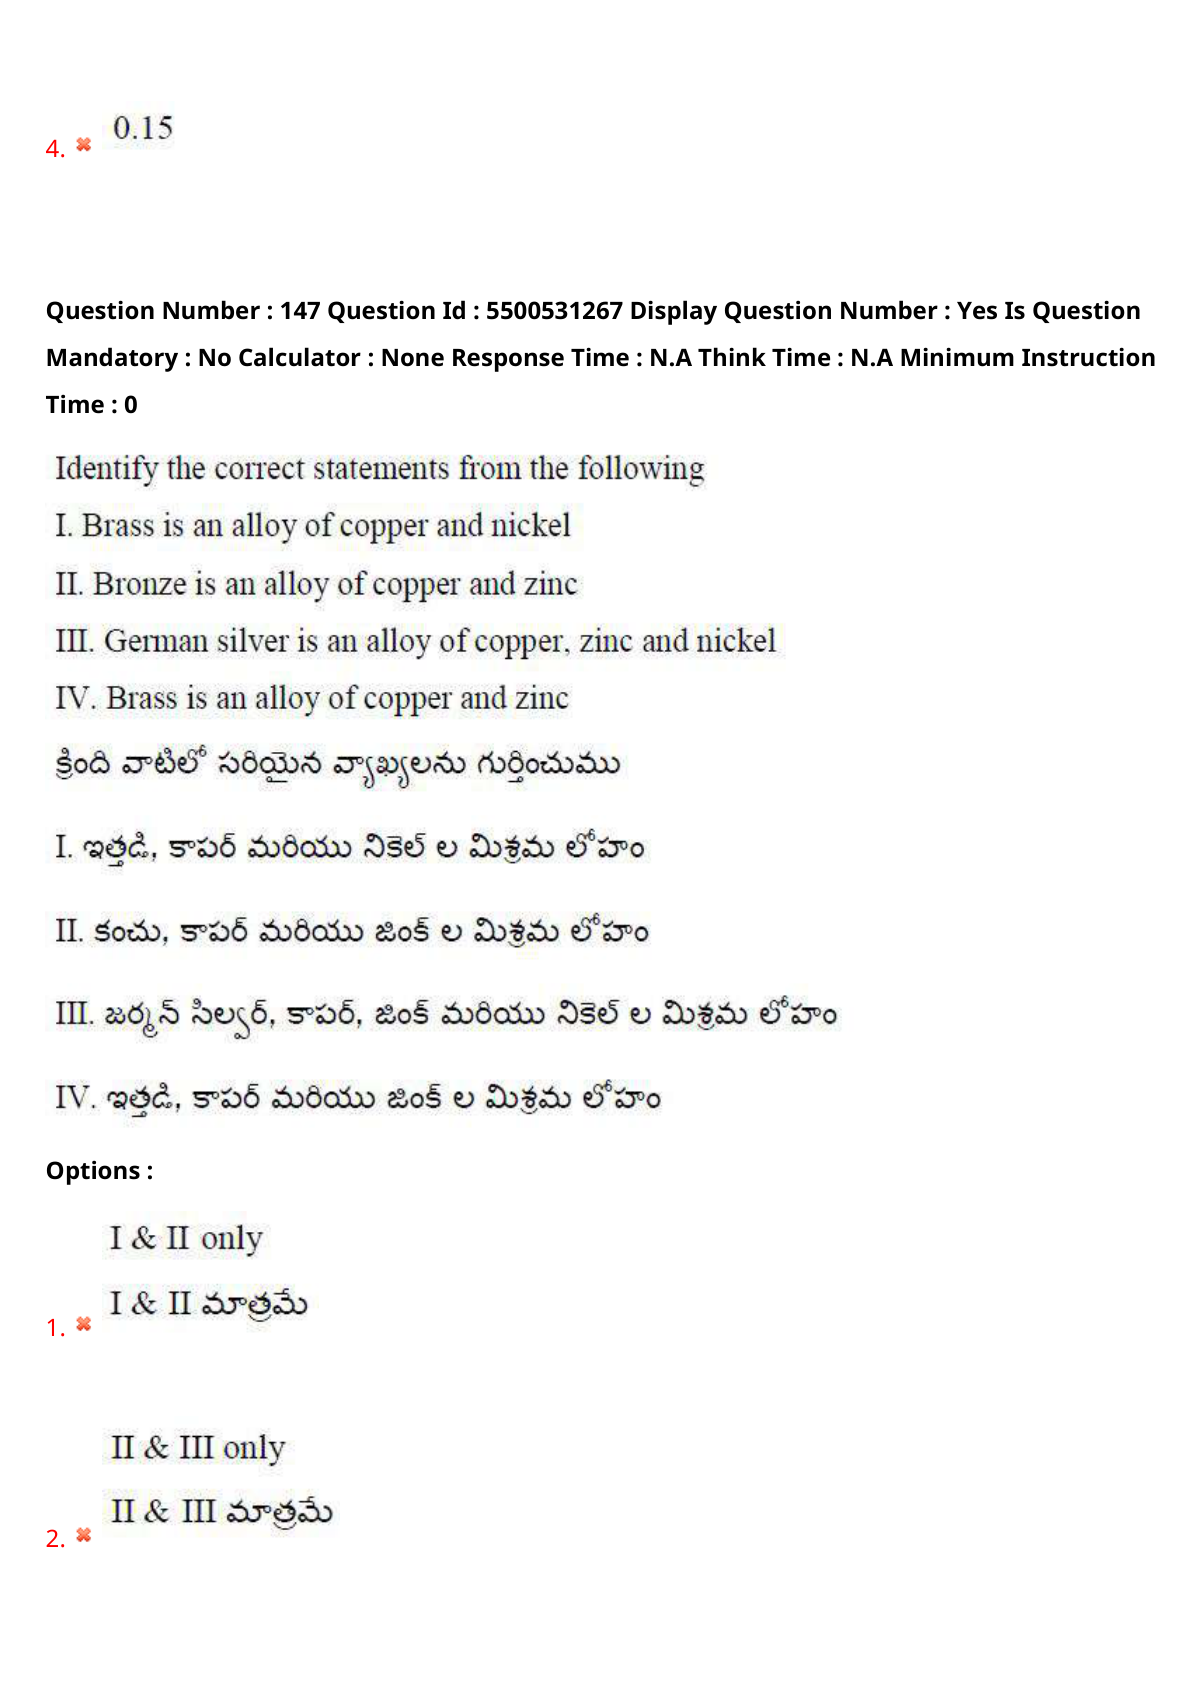 0.15
4.
Question Number : 147 Question Id : 5500531267 Display Question Number : Yes Is Question
Mandatory : No Calculator : None Response Time : N.A Think Time : N.A Minimum Instruction
Time : 0
Identify the correct statements from the following
I. Brass is an alloy of copper and nickel
II. Bronze is an alloy of copper and zinc
III. German silver is an alloy of copper, zinc and nickel
IV. Brass is an alloy of copper and zinc
క్రింది వాటిలో సరియైన వ్యాఖ్యలను గుర్తించుము
I. ఇత్తడి, కాపర్ మరియు నికెల్ ల మిశ్రమ లోహం
II. కంచు, కాపర్ మరియు జింక్ ల మిశ్రమ లోహం
III. జర్మన్ సిల్వర్, కాపర్, జింక్ మరియు నికెల్ ల మిశ్రమ లోహం
IV. ఇత్తడి, కాపర్ మరియు జింక్ ల మిశ్రమ లోహం
Options :
I & II only
I & II మాత్రమే
1.
II & III only
II & III మాత్రమే
2.